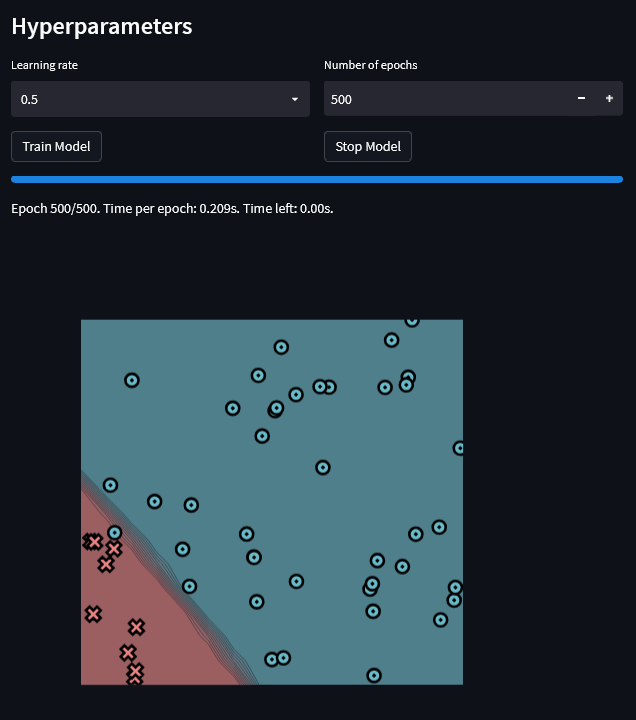 Hyperparameters
Learning rate
Number of epochs
0.5
500
− +
Train Model
Stop Model
Epoch 500/500. Time per epoch: 0.209s. Time left: 0.00s.